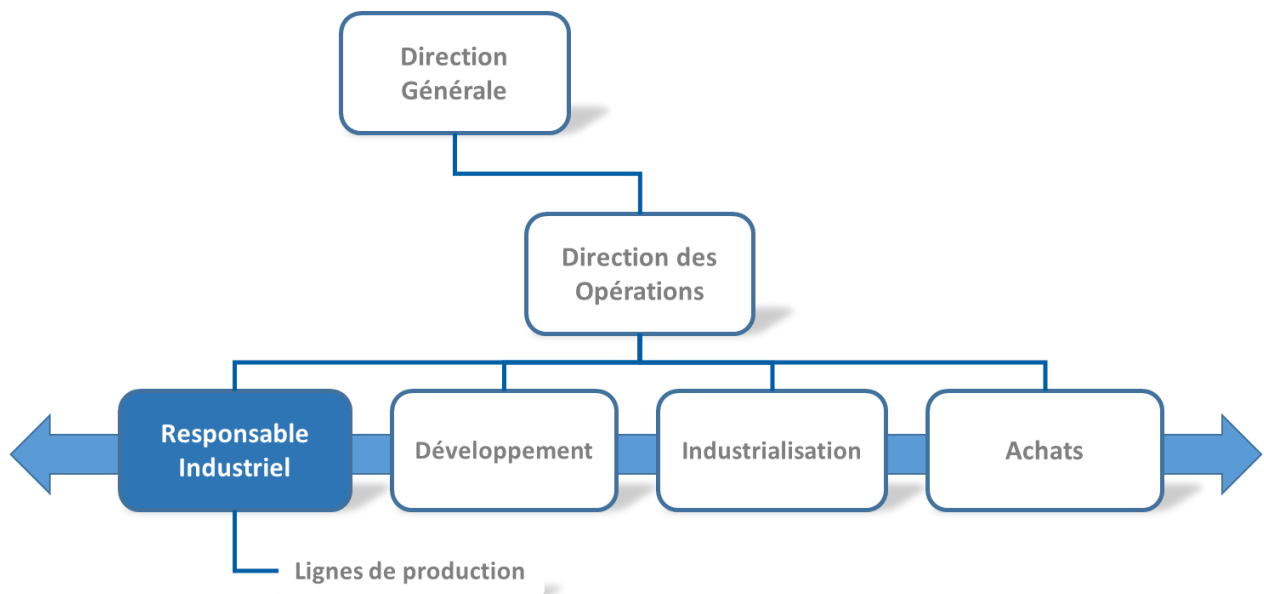 Direction
Générale
Direction des
Opérations
Responsable
Industriel
Développement
Industrialisation
Achats
Lignes de production